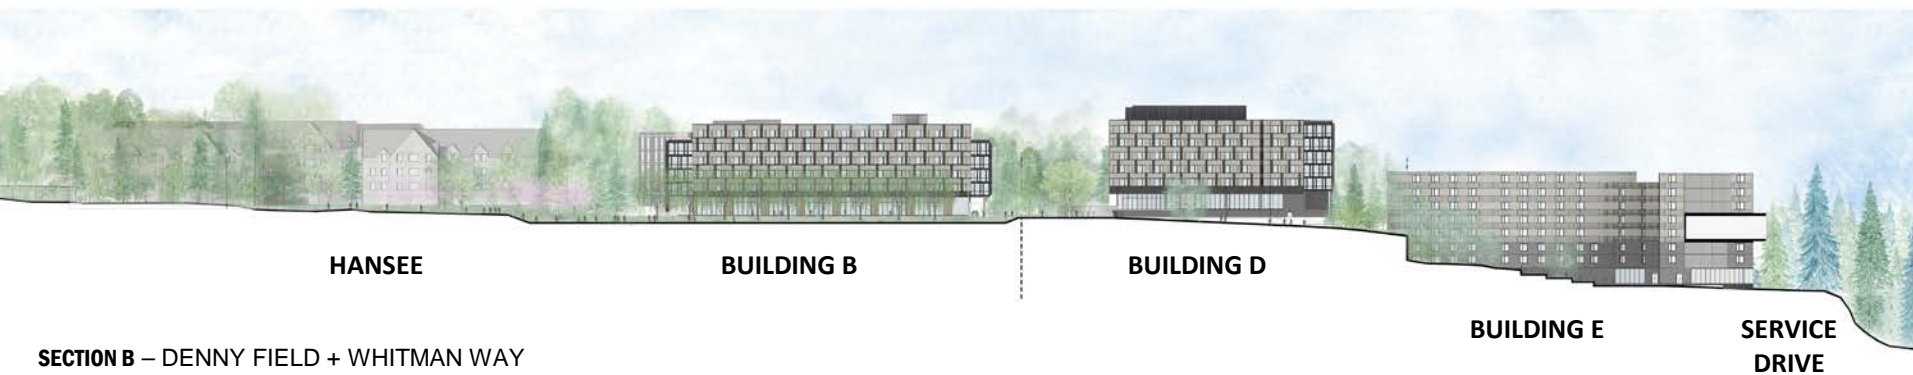 HANSEE
BUILDING B
BUILDING D
BUILDING E
SERVICE
DRIVE
SECTION B – DENNY FIELD + WHITMAN WAY